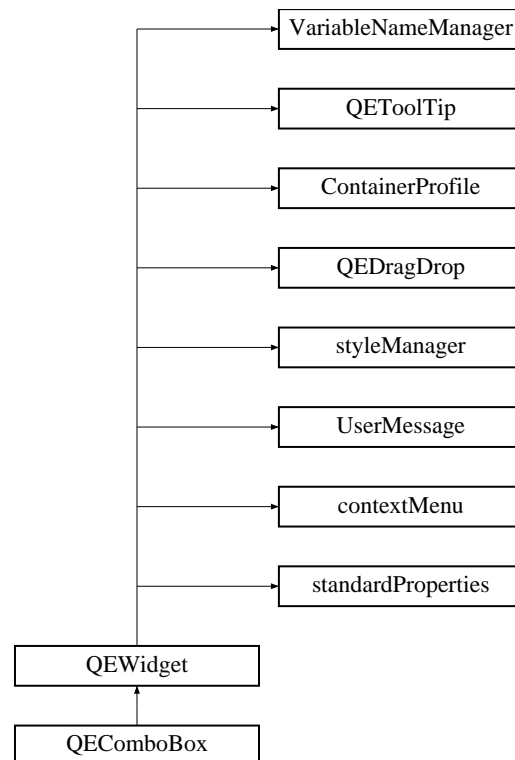 VariableNameManager
QEToolTip
ContainerProfile
QEDragDrop
styleManager
UserMessage
contextMenu
standardProperties
QEWidget
QEComboBox